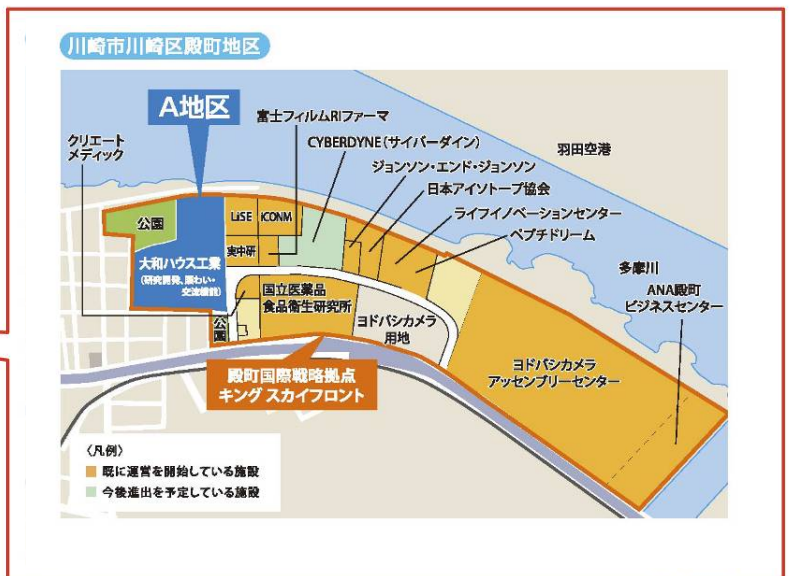 川崎市川崎区殿町地区
A地区
富士フィルムRIファーマ
クリエート
メディック
CYBERDYNE(サイバーダイン)
ジョンソン・エンド・ジョンソン
日本アイソトープ協会
ライフイノベーションセンター
ペプチドリーム
羽田空港
多摩川
ANA殿町
ビジネスセンター
公園
LiSE
iCONM
実中研
大和ハウス工業
(研究開発、賑わい・
交流機能)
国立医薬品
食品衛生研究所
公
園
ヨドバシカメラ
用地
ヨドバシカメラ
アッセンブリーセンター
殿町国際戦略拠点
キング スカイフロント
〈凡例〉
既に運営を開始している施設
今後進出を予定している施設